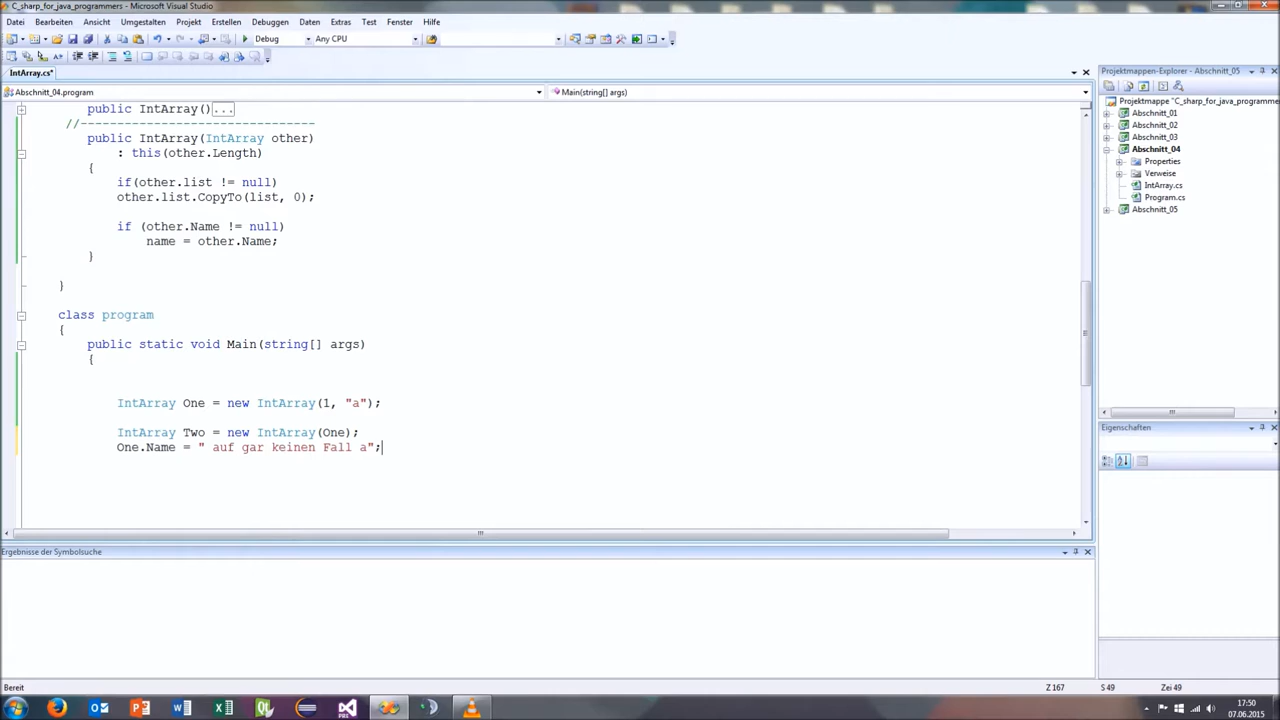 C_sharp_for_java_programmers - Microsoft Visual Studio
Datei Bearbeiten Ansicht Umgestalten Projekt Erstellen Debuggen Daten Extras Test Fenster Hilfe
Debug Any CPU
IntArray.cs*
Abschnitt_04.program Main(string[] args)
public IntArray()...
//--------------------------------
public IntArray(IntArray other)
: this(other.Length)
{
if(other.list != null)
other.list.CopyTo(list, 0);
if (other.Name != null)
name = other.Name;
}
}
class program
{
public static void Main(string[] args)
{
IntArray One = new IntArray(1, "a");
IntArray Two = new IntArray(One);
One.Name = " auf gar keinen Fall a";
Projektmappen-Explorer - Abschnitt_05
Projektmappe "C_sharp_for_java_programmers
Abschnitt_01
Abschnitt_02
Abschnitt_03
Abschnitt_04
Properties
Verweise
IntArray.cs
Program.cs
Abschnitt_05
Eigenschaften
Ergebnisse der Symbolsuche
Bereit Z 167 S 49 Zei 49
17:50
07.06.2015